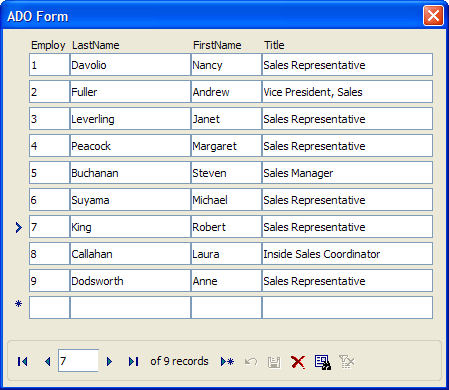 ADO Form
Employ LastName FirstName Title
1 Davolio Nancy Sales Representative
2 Fuller Andrew Vice President, Sales
3 Leverling Janet Sales Representative
4 Peacock Margaret Sales Representative
5 Buchanan Steven Sales Manager
6 Suyama Michael Sales Representative
7 King Robert Sales Representative
8 Callahan Laura Inside Sales Coordinator
9 Dodsworth Anne Sales Representative
*
7 of 9 records